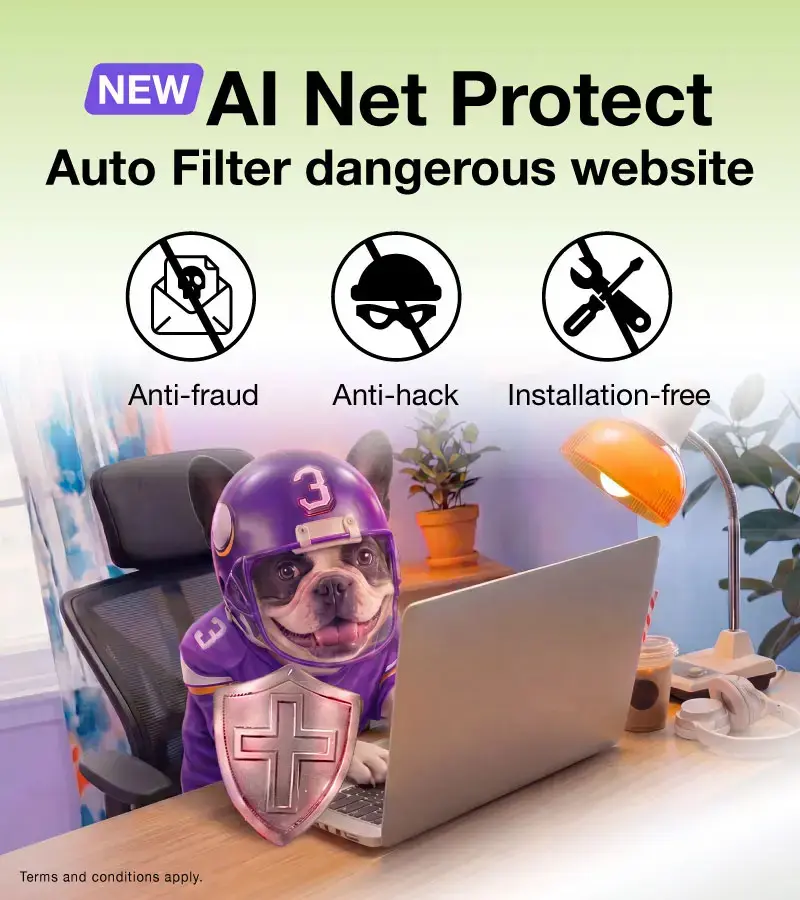 NEW AI Net Protect
Auto Filter dangerous website
Anti-fraud Anti-hack Installation-free
3
3
Terms and conditions apply.